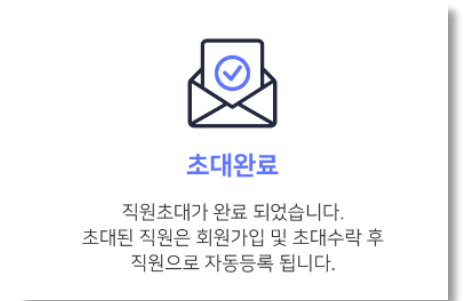 초대완료
직원초대가 완료 되었습니다.
초대된 직원은 회원가입 및 초대수락 후
직원으로 자동등록 됩니다.